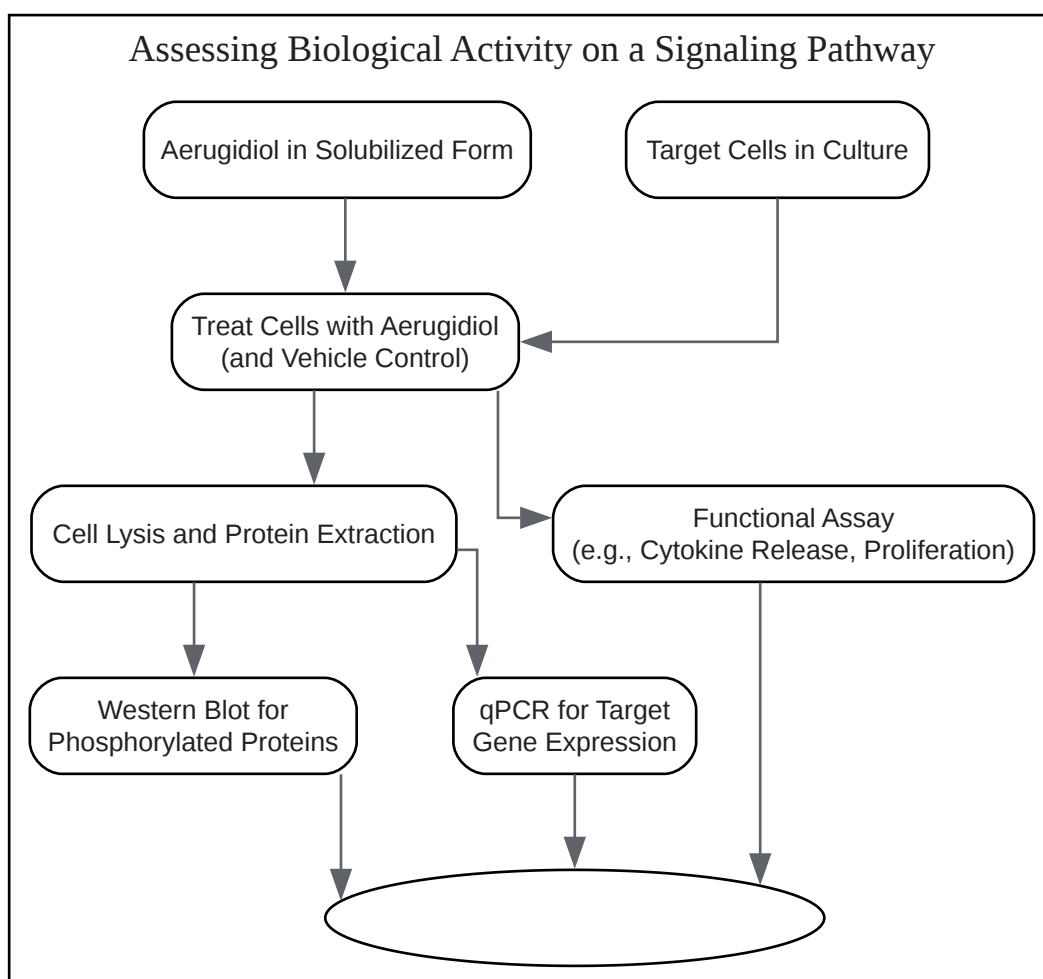 Assessing Biological Activity on a Signaling Pathway
Aerugidiol in Solubilized Form
Target Cells in Culture
Treat Cells with Aerugidiol
(and Vehicle Control)
Cell Lysis and Protein Extraction
Functional Assay
(e.g., Cytokine Release, Proliferation)
Western Blot for
Phosphorylated Proteins
qPCR for Target
Gene Expression